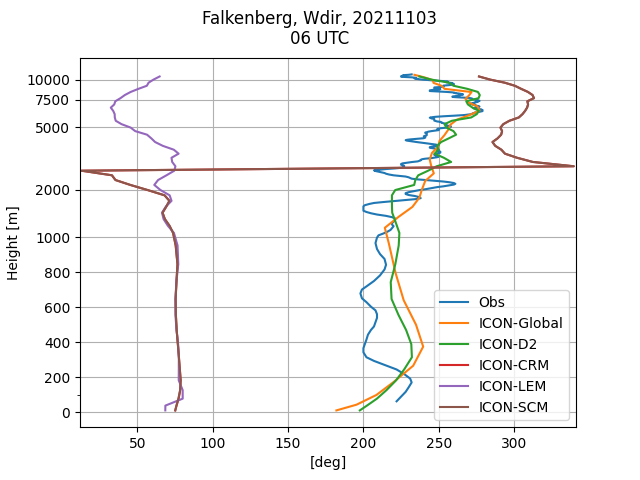 Falkenberg, Wdir, 20211103
06 UTC
Height [m]
10000
7500
5000
2000
1000
800
600
400
200
0
50
100
150
200
250
300
[deg]
Obs
ICON-Global
ICON-D2
ICON-CRM
ICON-LEM
ICON-SCM